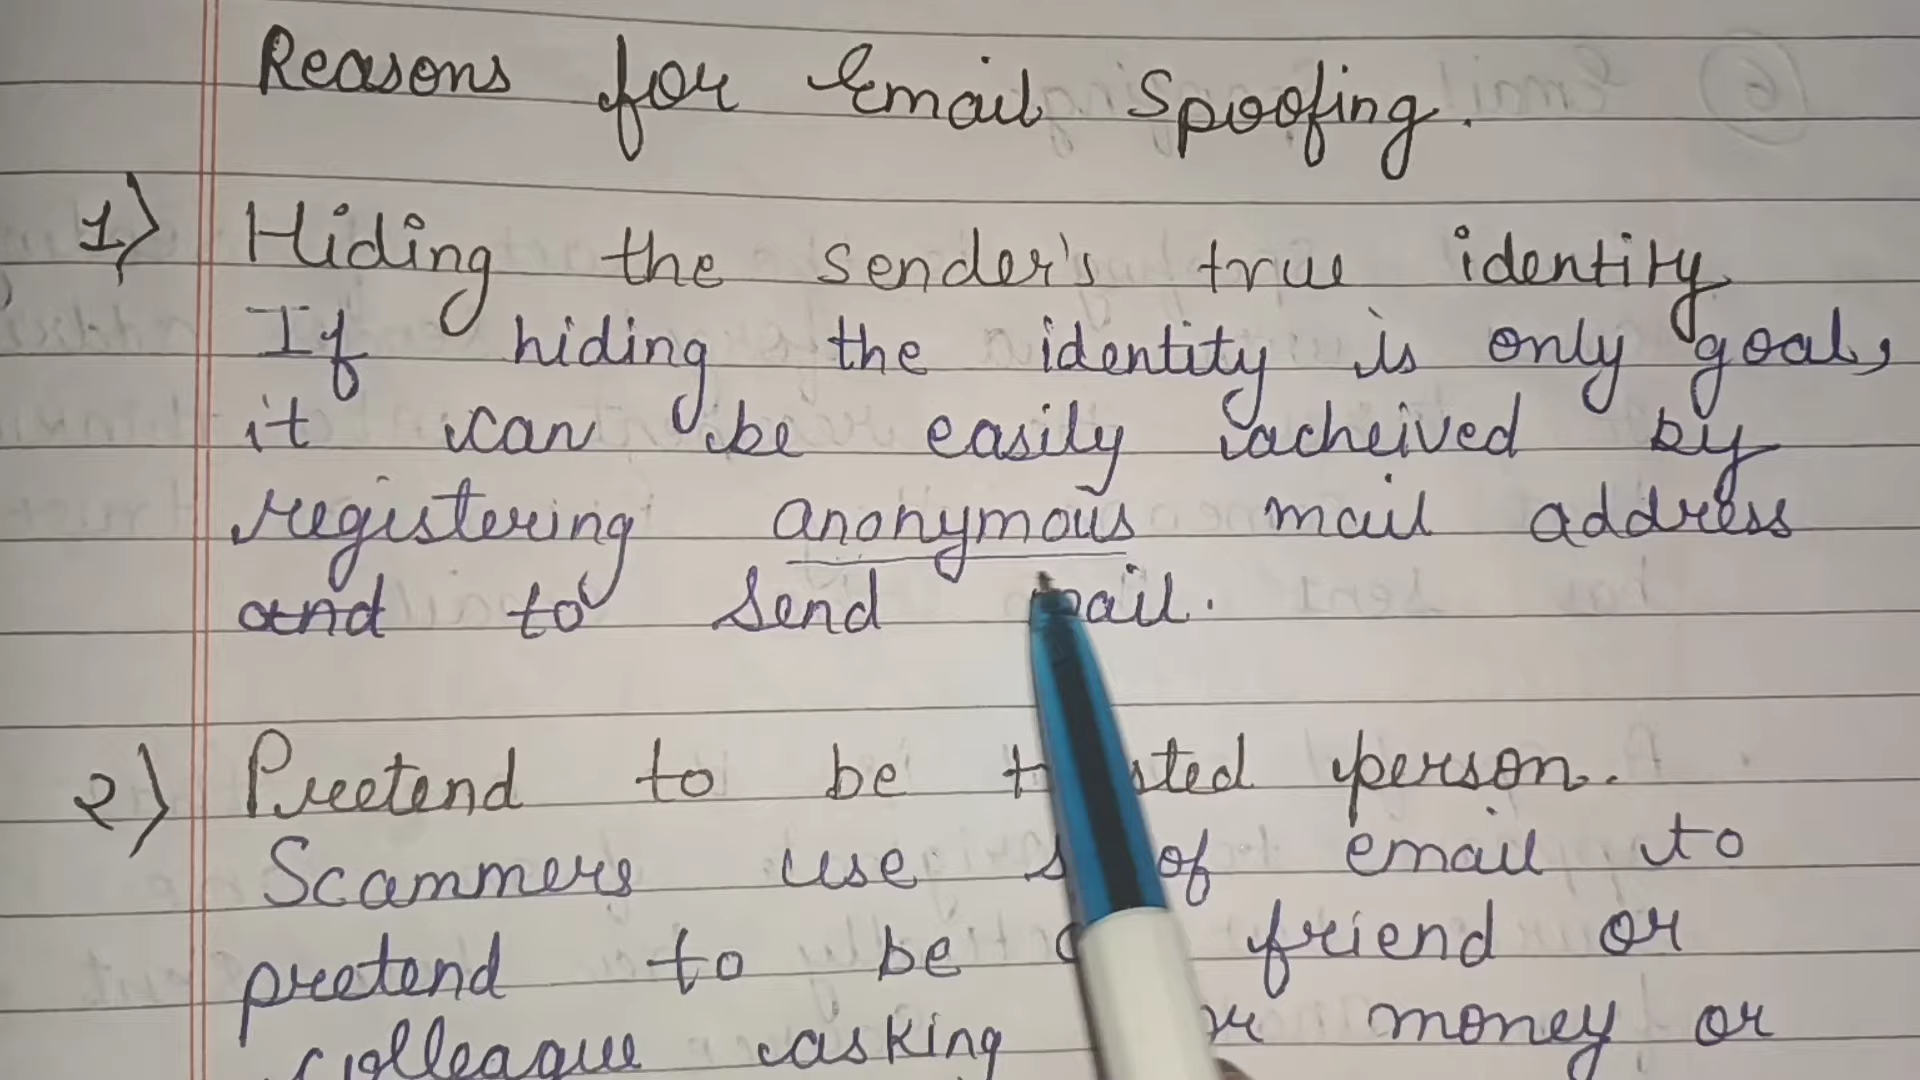 Reasons for Email Spoofing.
1) Hiding the sender's true identity
If hiding the identity is only goal,
it can be easily acheived by
registering anonymous mail address
and to send mail.
2) Pretend to be trusted person.
Scammers use of email to
pretend to be friend or
colleague asking money or